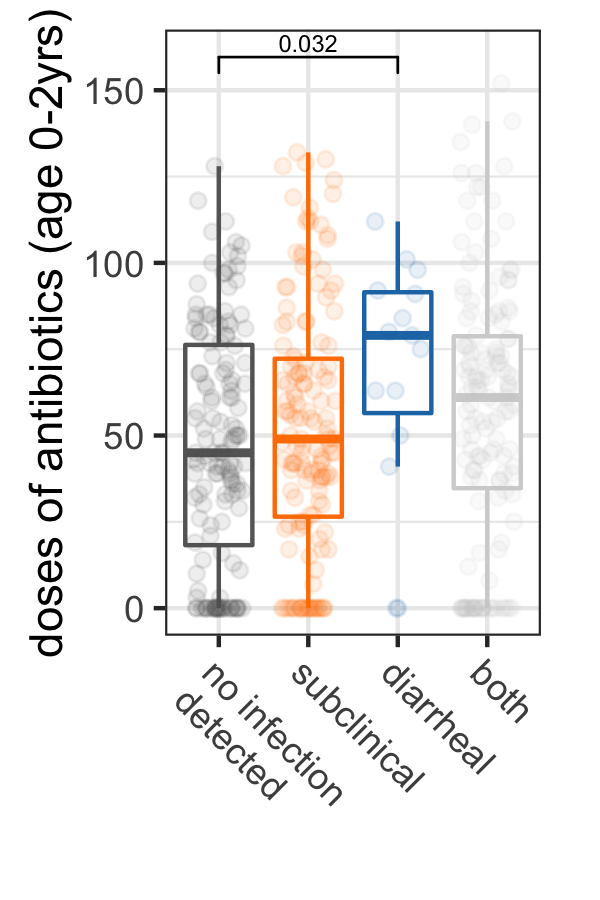 doses of antibiotics (age 0-2yrs)
0.032
150
100
50
0
no infection
detected
subclinical
diarrheal
both